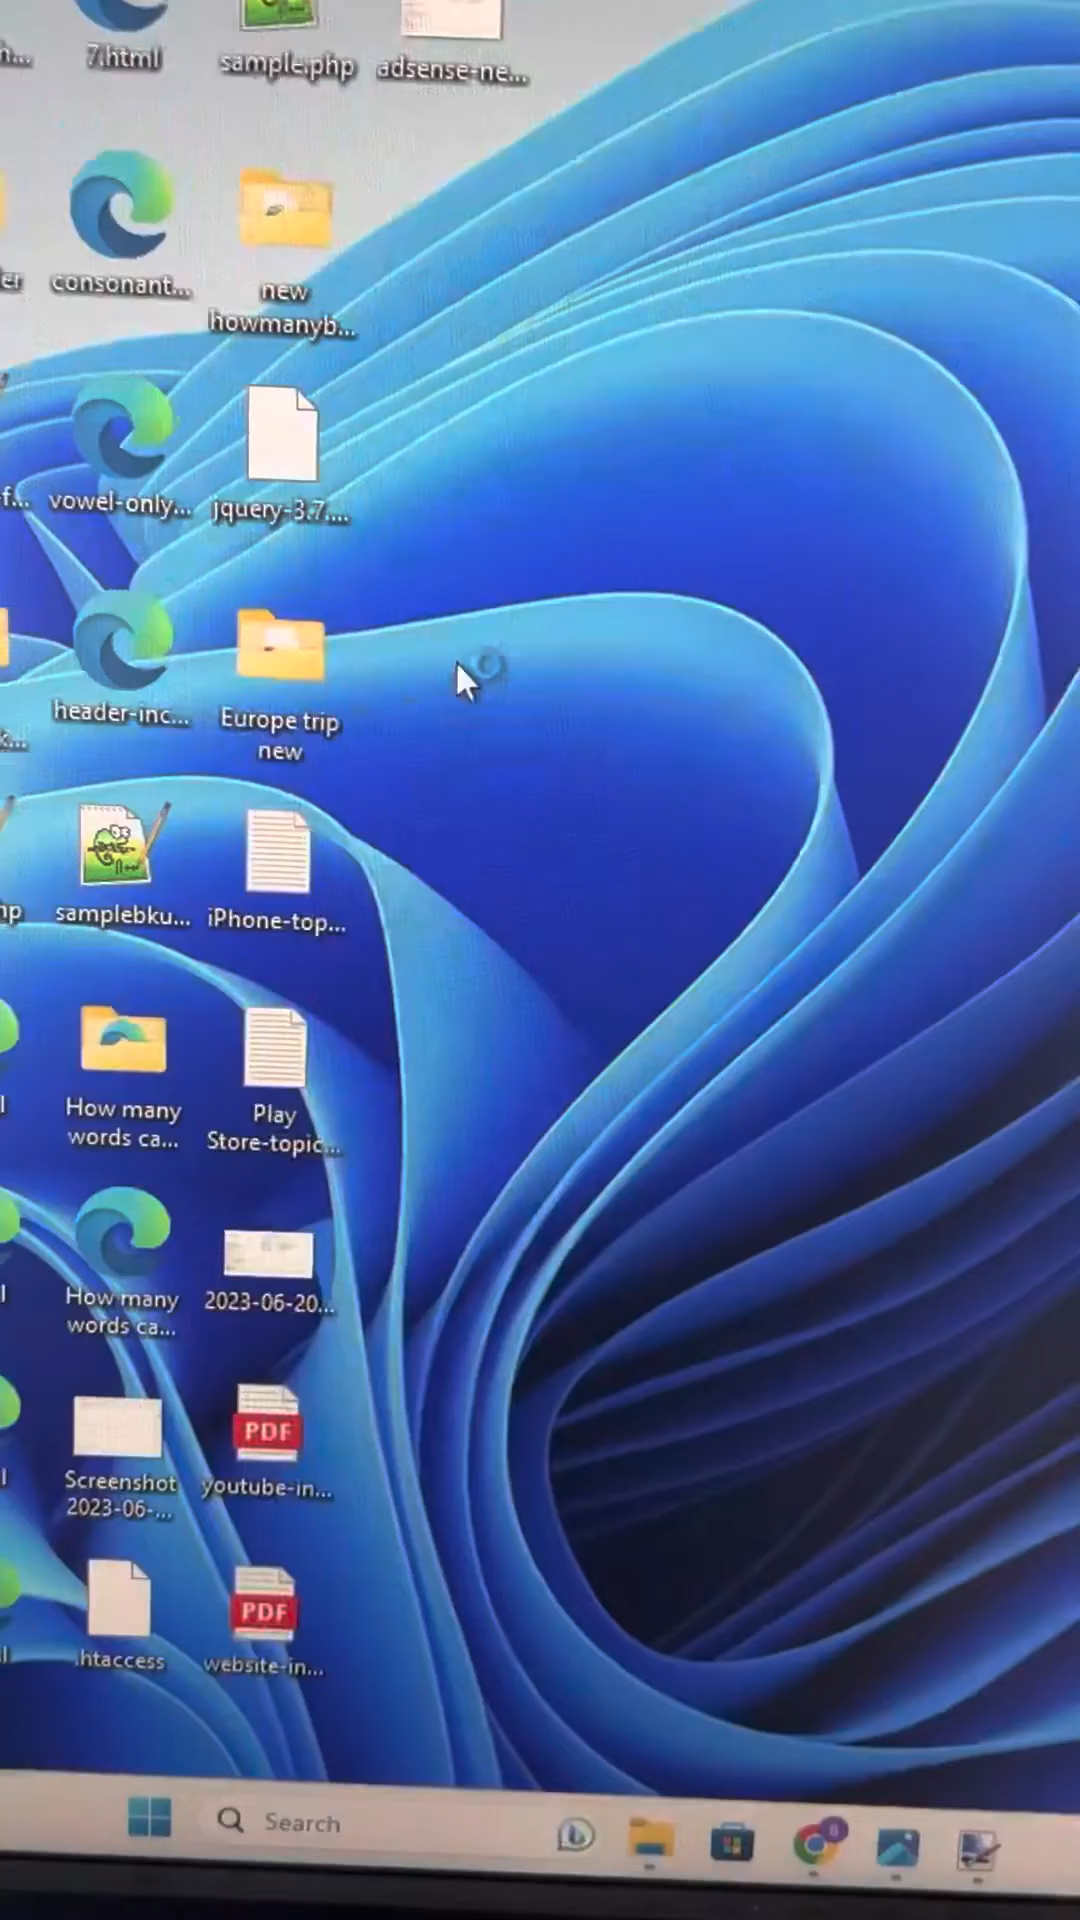 7.html
sample.php
adsense-ne...
er
consonant...
new
howmanyb...
-f...
vowel-only...
jquery-3.7....
header-inc...
Europe trip
new
samplebku...
iPhone-top...
How many
words ca...
Play
Store-topic...
How many
words ca...
2023-06-20...
Screenshot
2023-06-...
youtube-in...
.htaccess
website-in...
PDF
PDF
Search